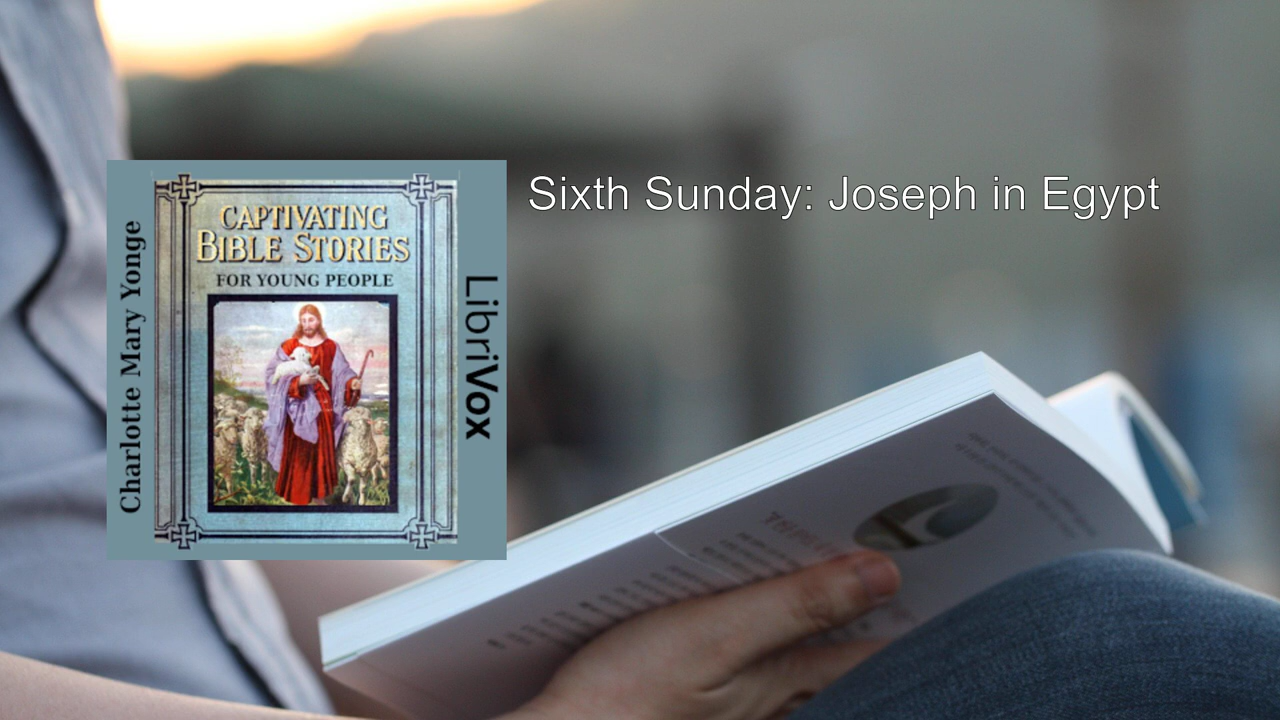 Sixth Sunday: Joseph in Egypt
CAPTIVATING
BIBLE STORIES
FOR YOUNG PEOPLE
Charlotte Mary Yonge
LibriVox